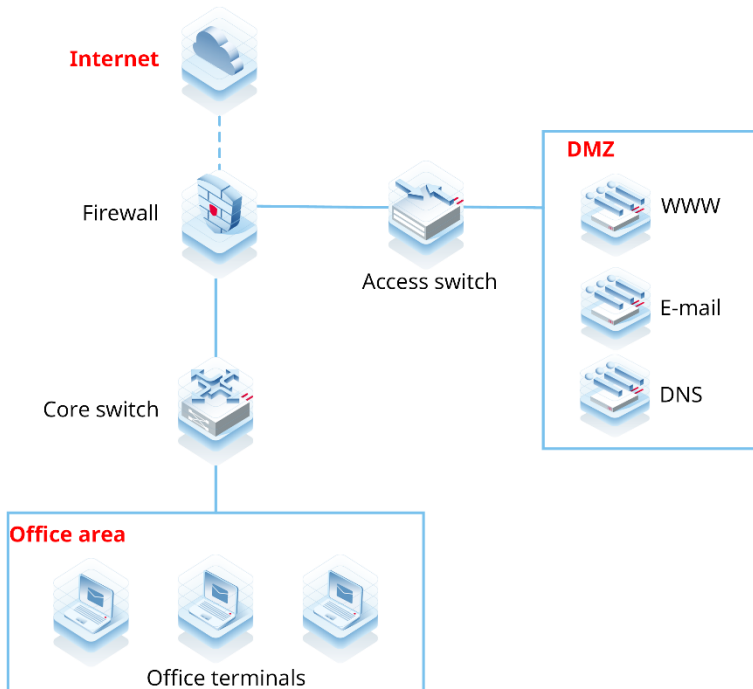 Internet
DMZ
WWW
Firewall
Access switch
E-mail
DNS
Core switch
Office area
Office terminals